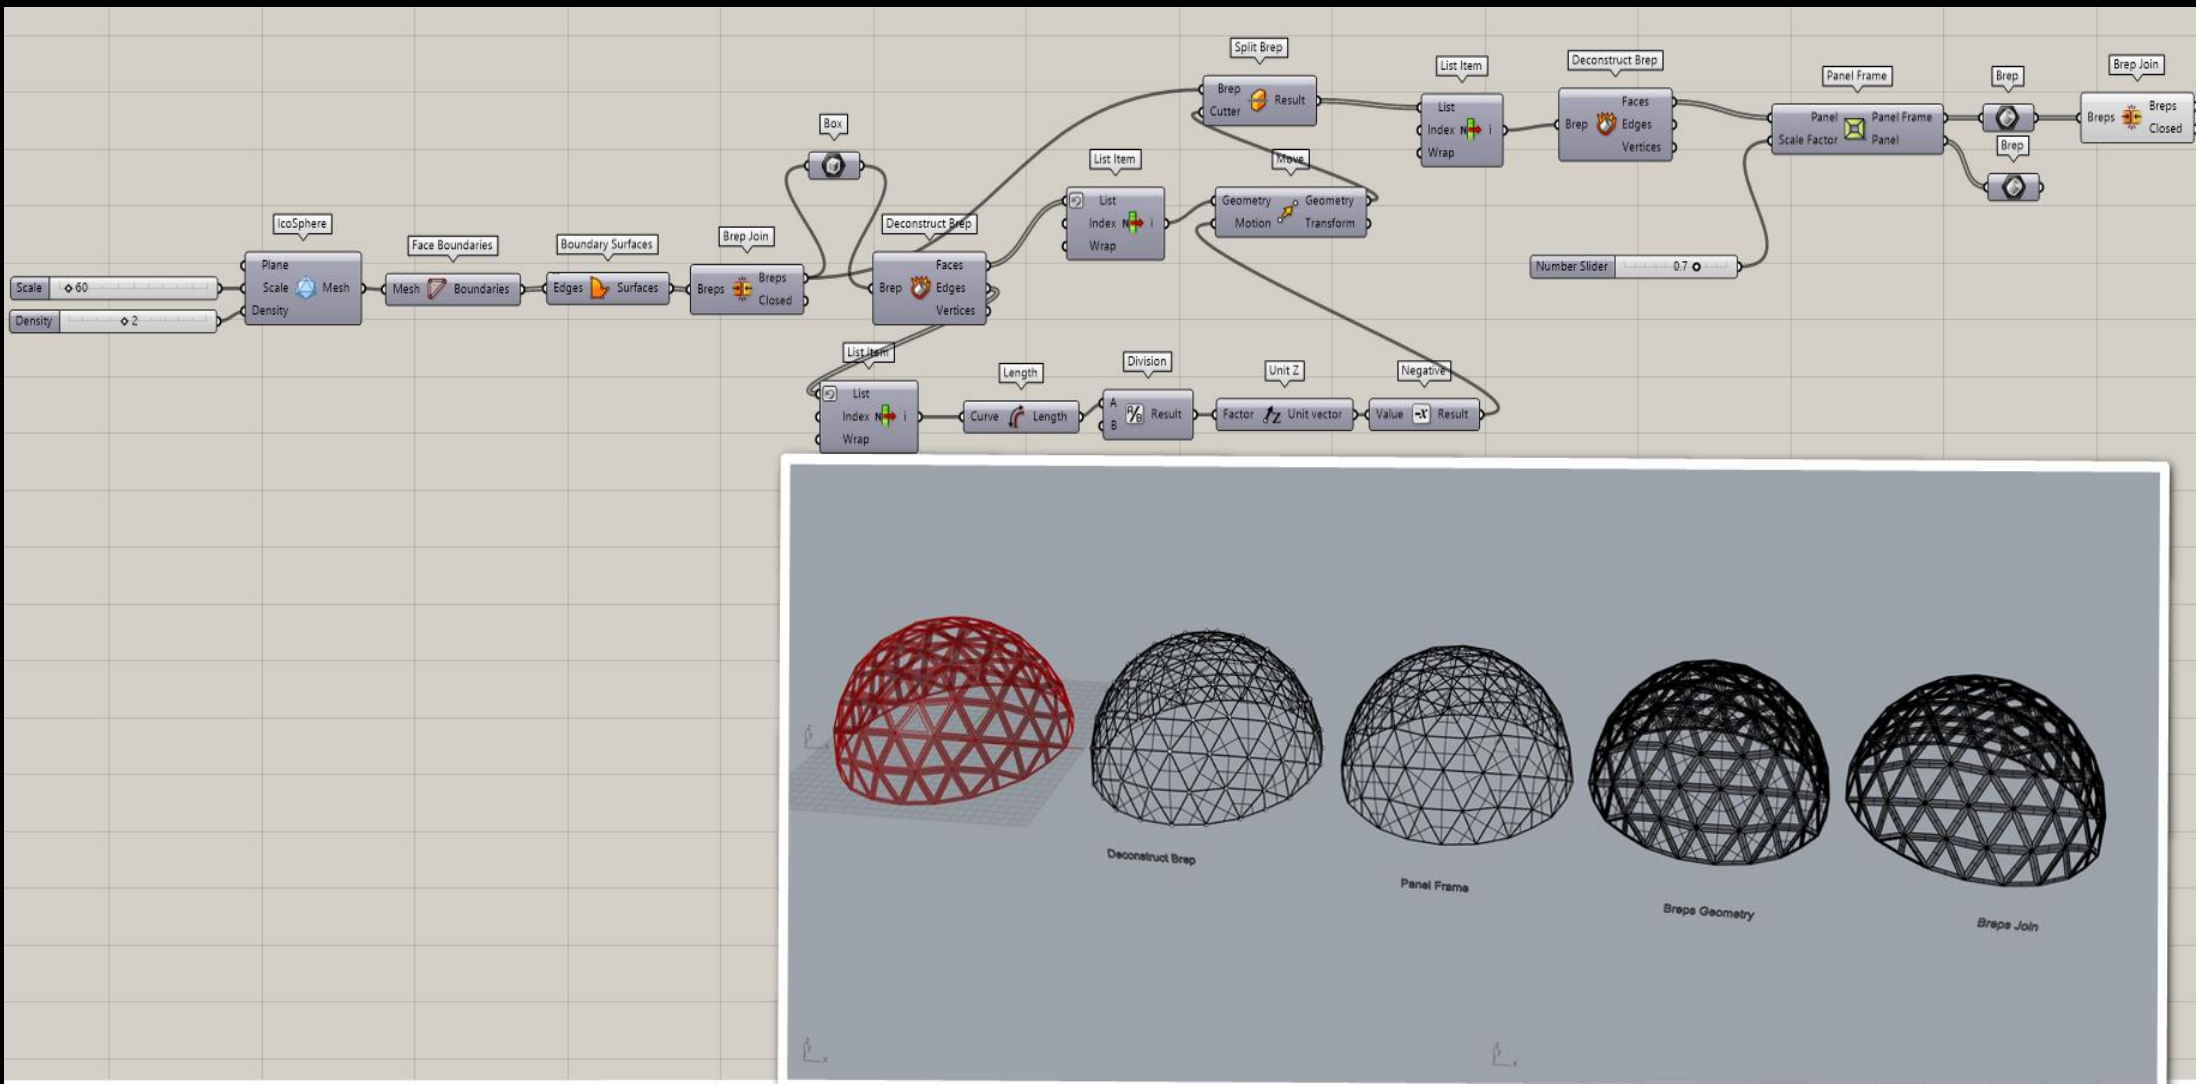 Split Brep
Brep
Cutter
Result
List Item
List
Index
N
i
Wrap
Deconstruct Brep
Brep
Faces
Edges
Vertices
Panel Frame
Panel
Scale Factor
Panel Frame
Panel
Brep
Brep
Brep Join
Breps
Breps
Closed
Box
List Item
List
Index
N
i
Wrap
Move
Geometry
Motion
Geometry
Transform
Number Slider
0.7
IcoSphere
Plane
Scale
Density
Mesh
Scale
60
Density
2
Face Boundaries
Mesh
Boundaries
Boundary Surfaces
Edges
Surfaces
Brep Join
Breps
Breps
Closed
Deconstruct Brep
Brep
Faces
Edges
Vertices
List Item
List
Index
N
i
Wrap
Length
Curve
Length
Division
A
B
A/B
Result
Unit Z
Factor
Z
Unit vector
Negative
Value
-X
Result
Deconstruct Brep
Panel Frame
Breps Geometry
Breps Join